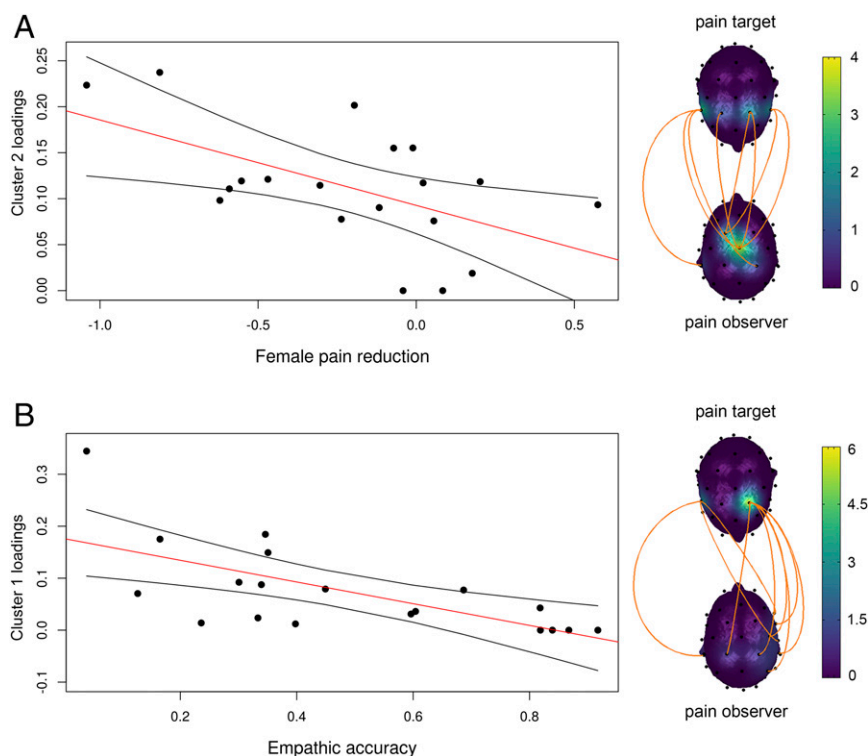 A
pain target
0.25
0.20
0.15
0.10
0.05
0.00
Cluster 2 loadings
-1.0 -0.5 0.0 0.5
Female pain reduction
4
3
2
1
0
pain observer
B
pain target
0.3
0.2
0.1
0.0
-0.1
Cluster 1 loadings
0.2 0.4 0.6 0.8
Empathic accuracy
6
4.5
3
1.5
0
pain observer